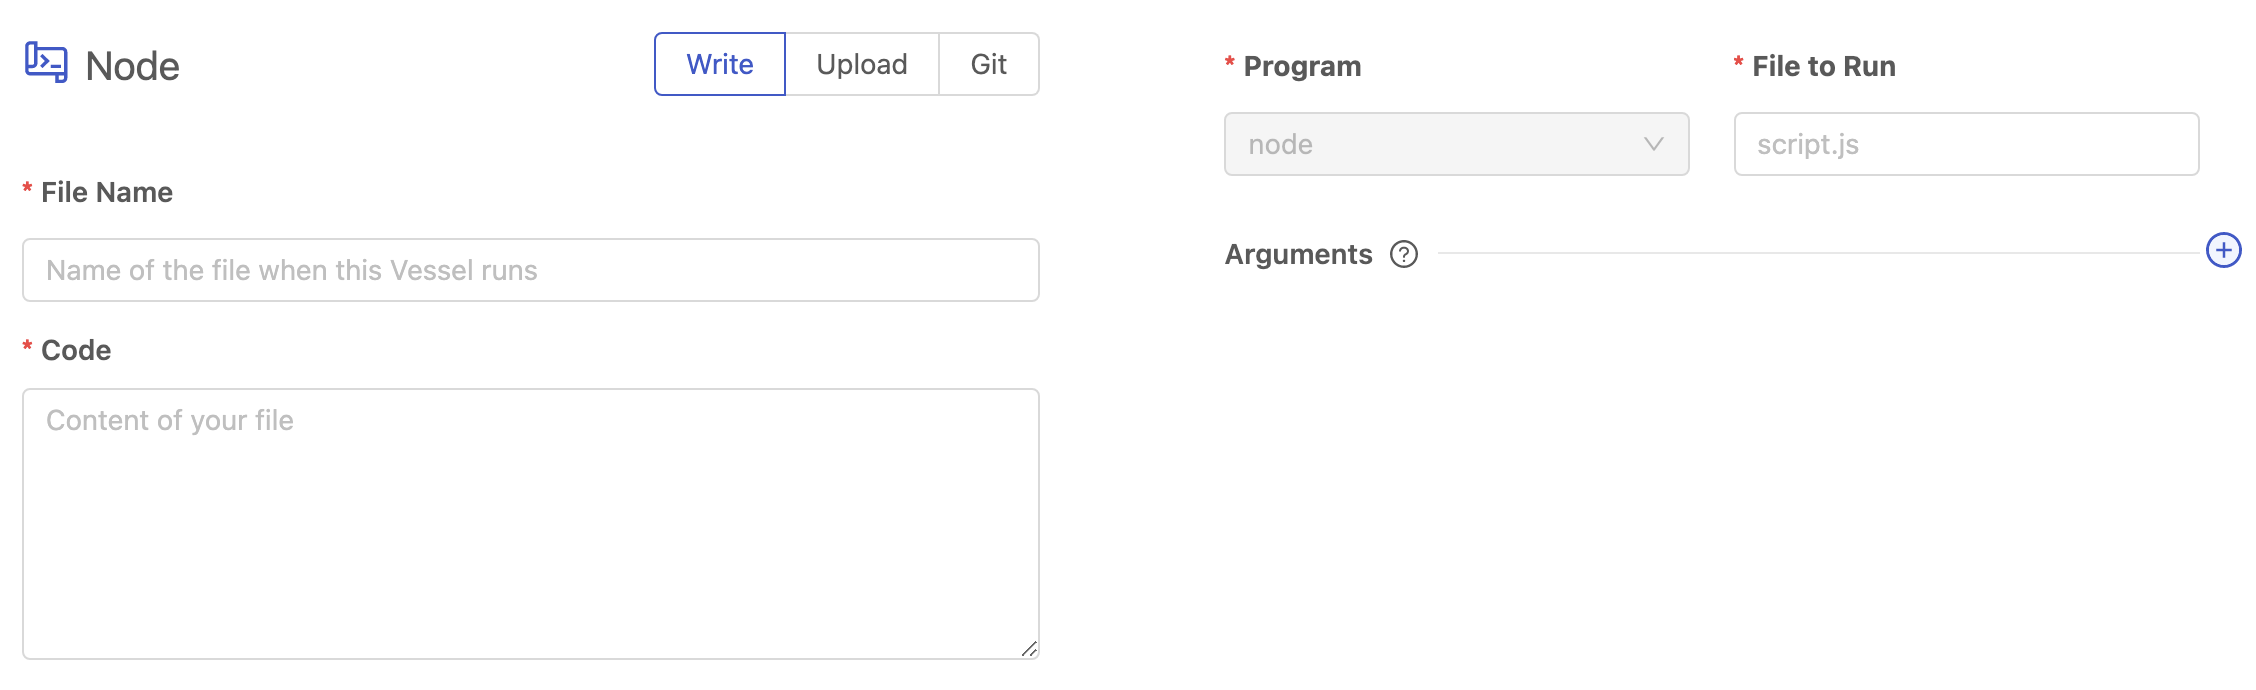 Node
Write
Upload
Git
* File Name
Name of the file when this Vessel runs
* Code
Content of your file
* Program
node
* File to Run
script.js
Arguments